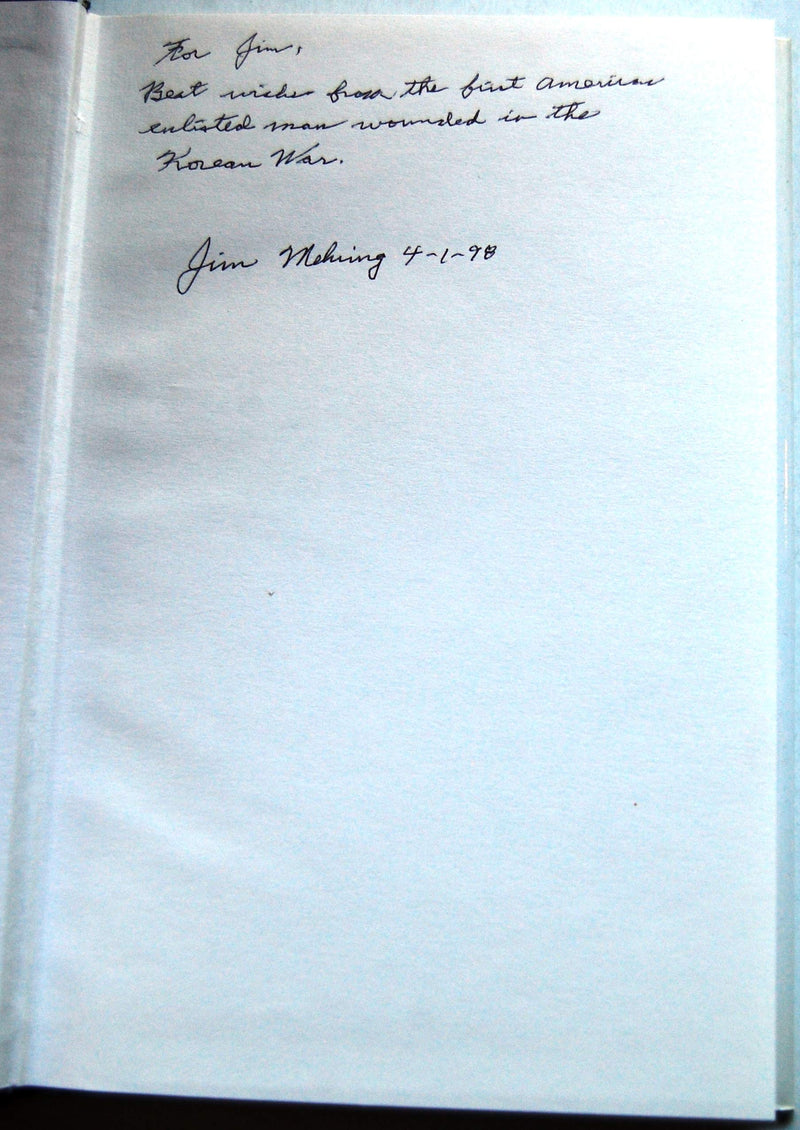 For Jim,
Best wishes from the first American
enlisted man wounded in the
Korean War.
Jim Mehring 4-1-98